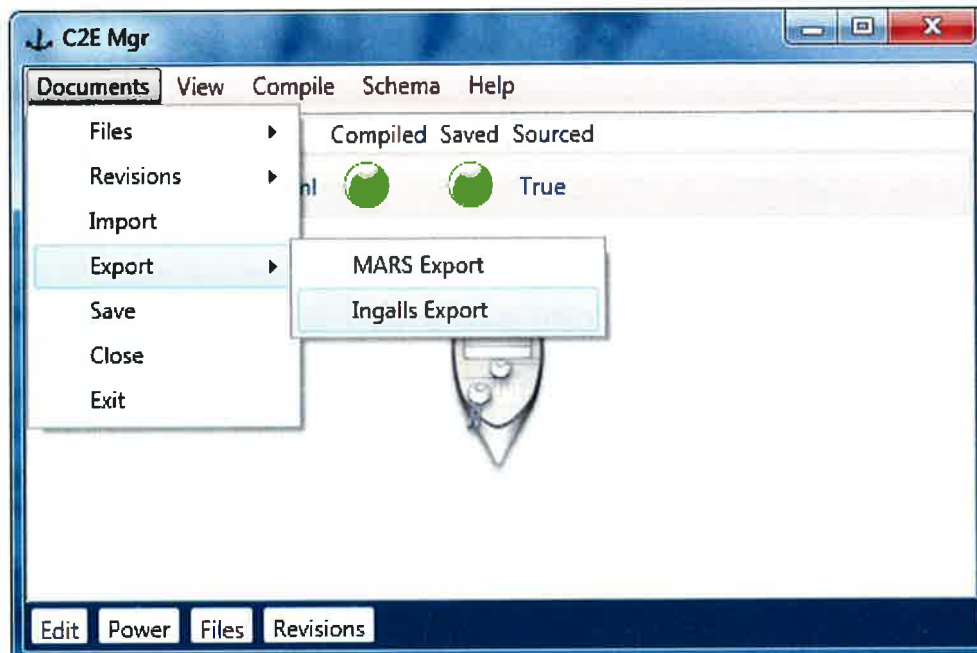 C2E Mgr
Documents View Compile Schema Help
Files Compiled Saved Sourced
Revisions ml True
Import
Export MARS Export
Save Ingalls Export
Close
Exit
Edit Power Files Revisions